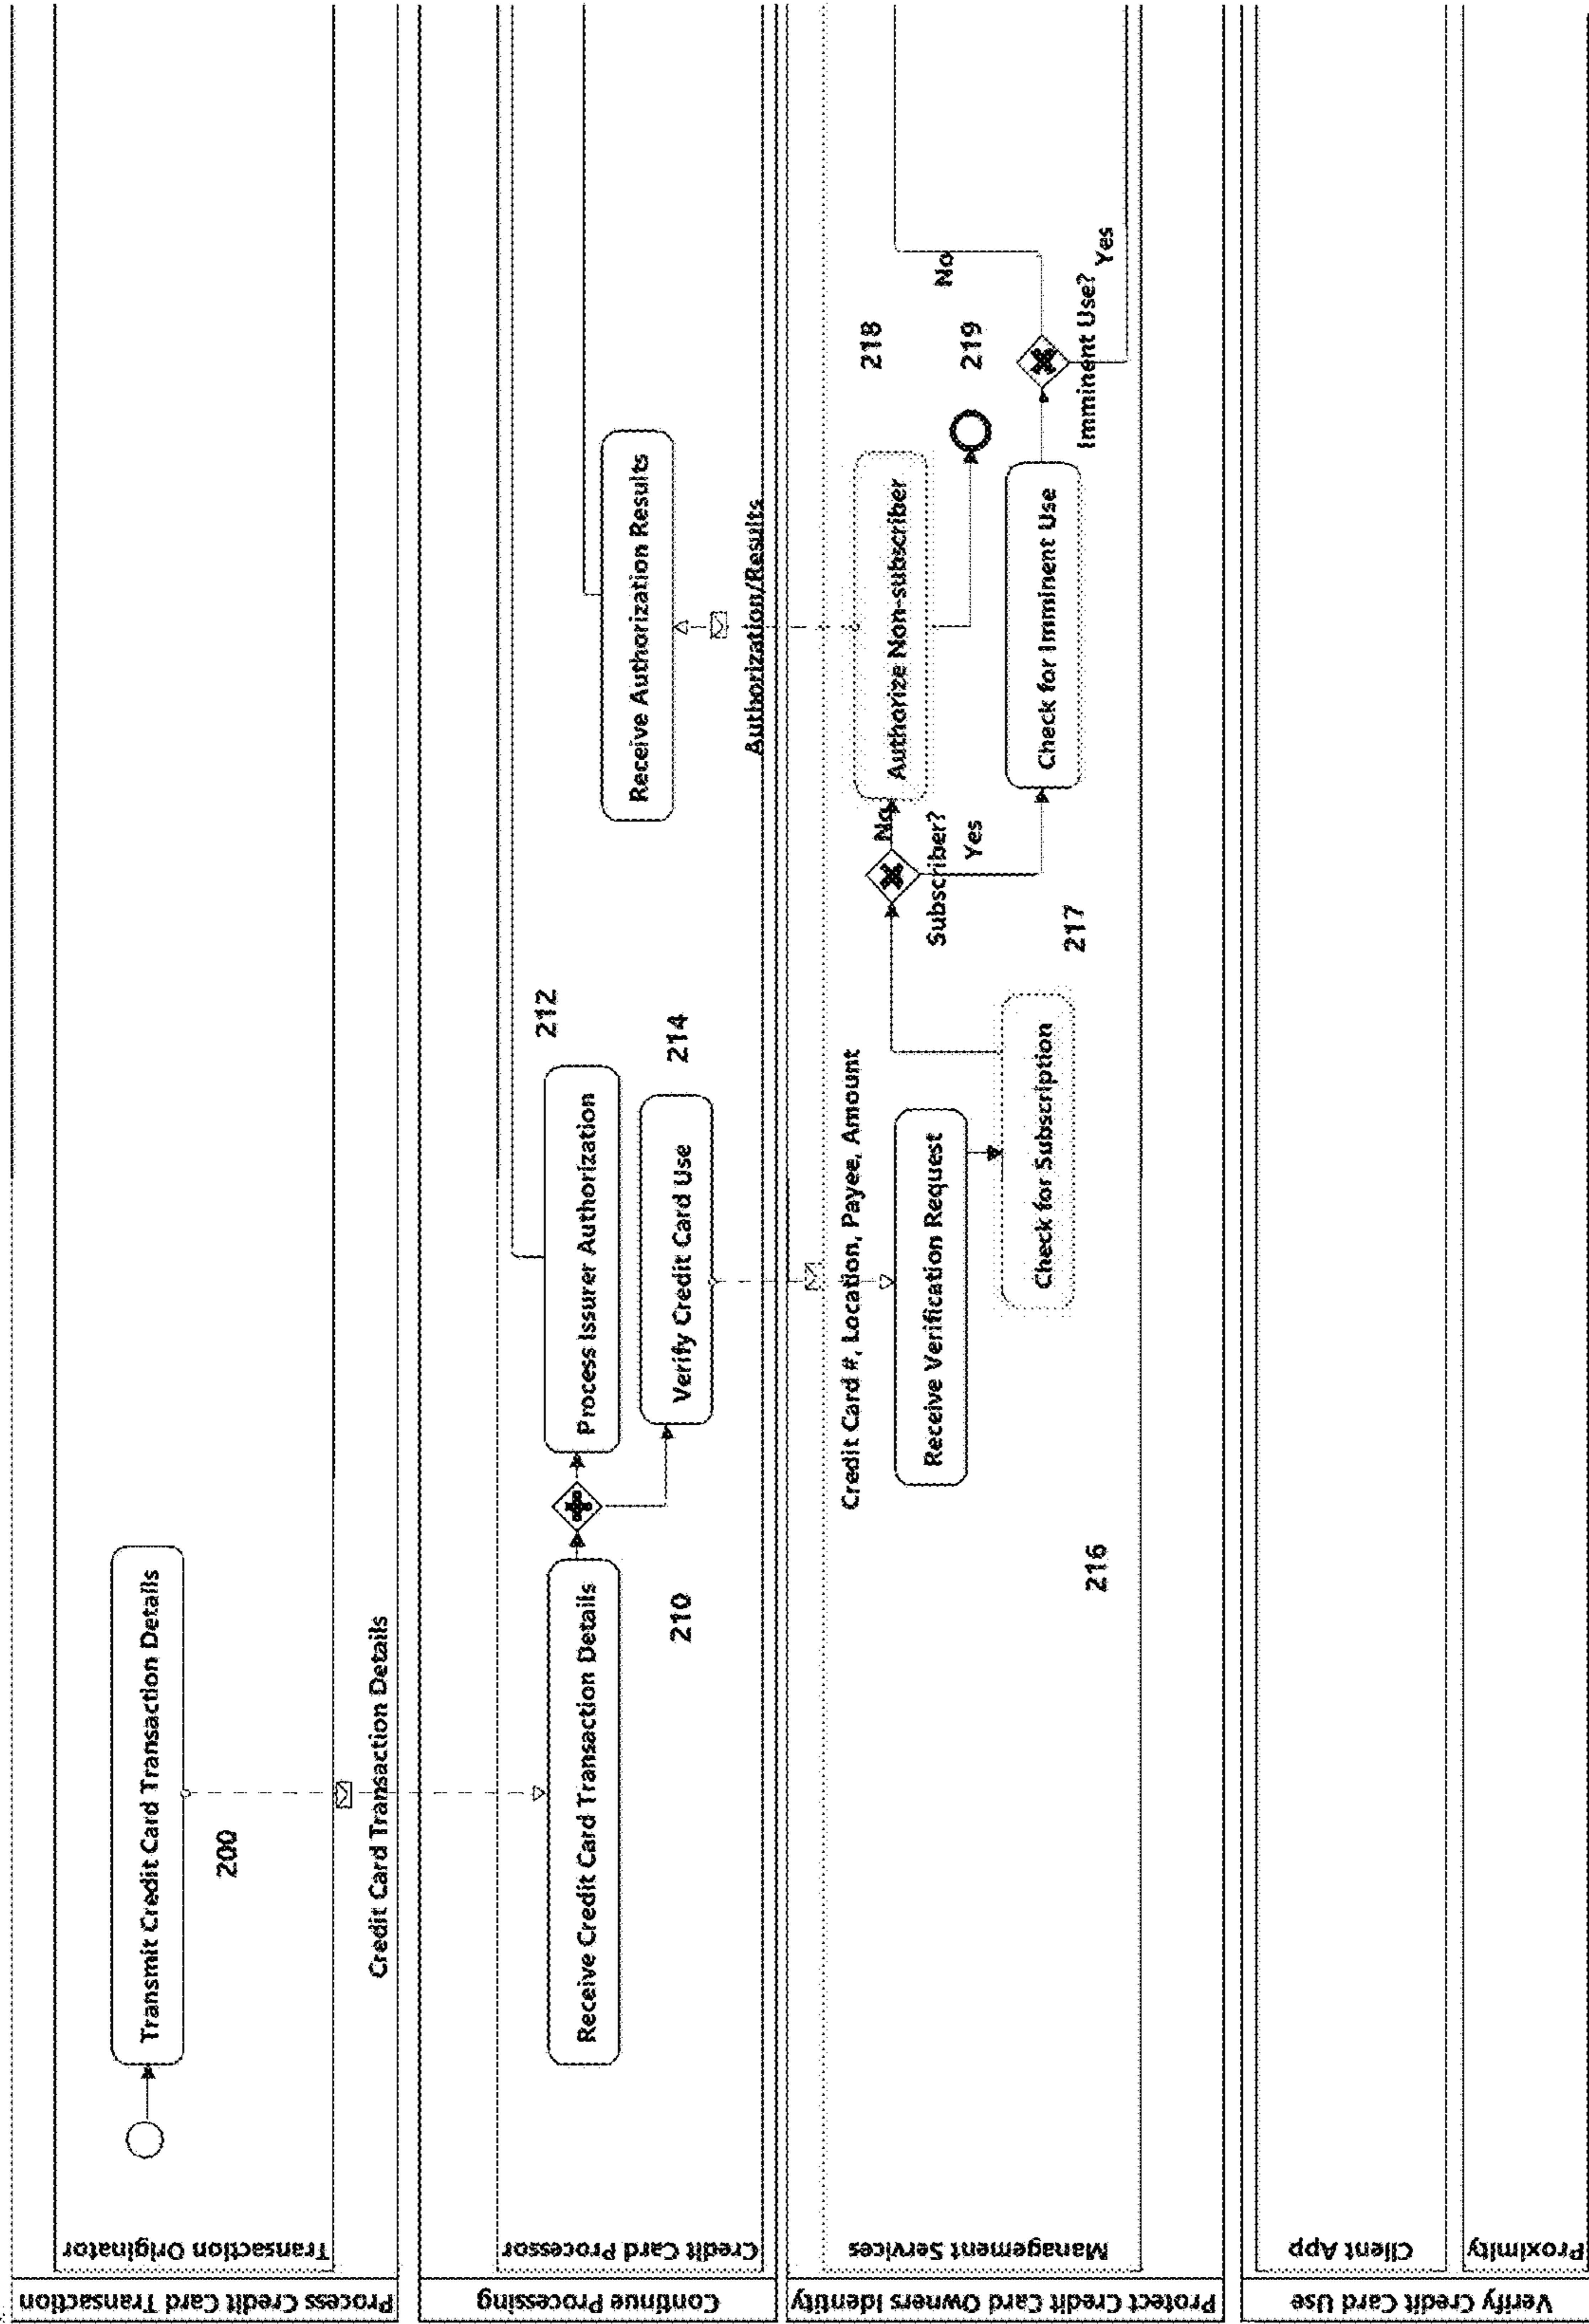 Process Credit Card Transaction
Transaction Originator
Transmit Credit Card Transaction Details
200
Credit Card Transaction Details
Continue Processing
Credit Card Processor
Receive Credit Card Transaction Details
210
Process Issurer Authorization
212
Verify Credit Card Use
214
Receive Authorization Results
Authorization/Results
Protect Credit Card Owners Identity
Management Services
Credit Card #, Location, Payee, Amount
Receive Verification Request
216
Check for Subscription
217
Subscriber?
No
Yes
Authorize Non-subscriber
218
219
Check for Imminent Use
Imminent Use?
No
Yes
Verify Credit Card Use
Client App
Proximity